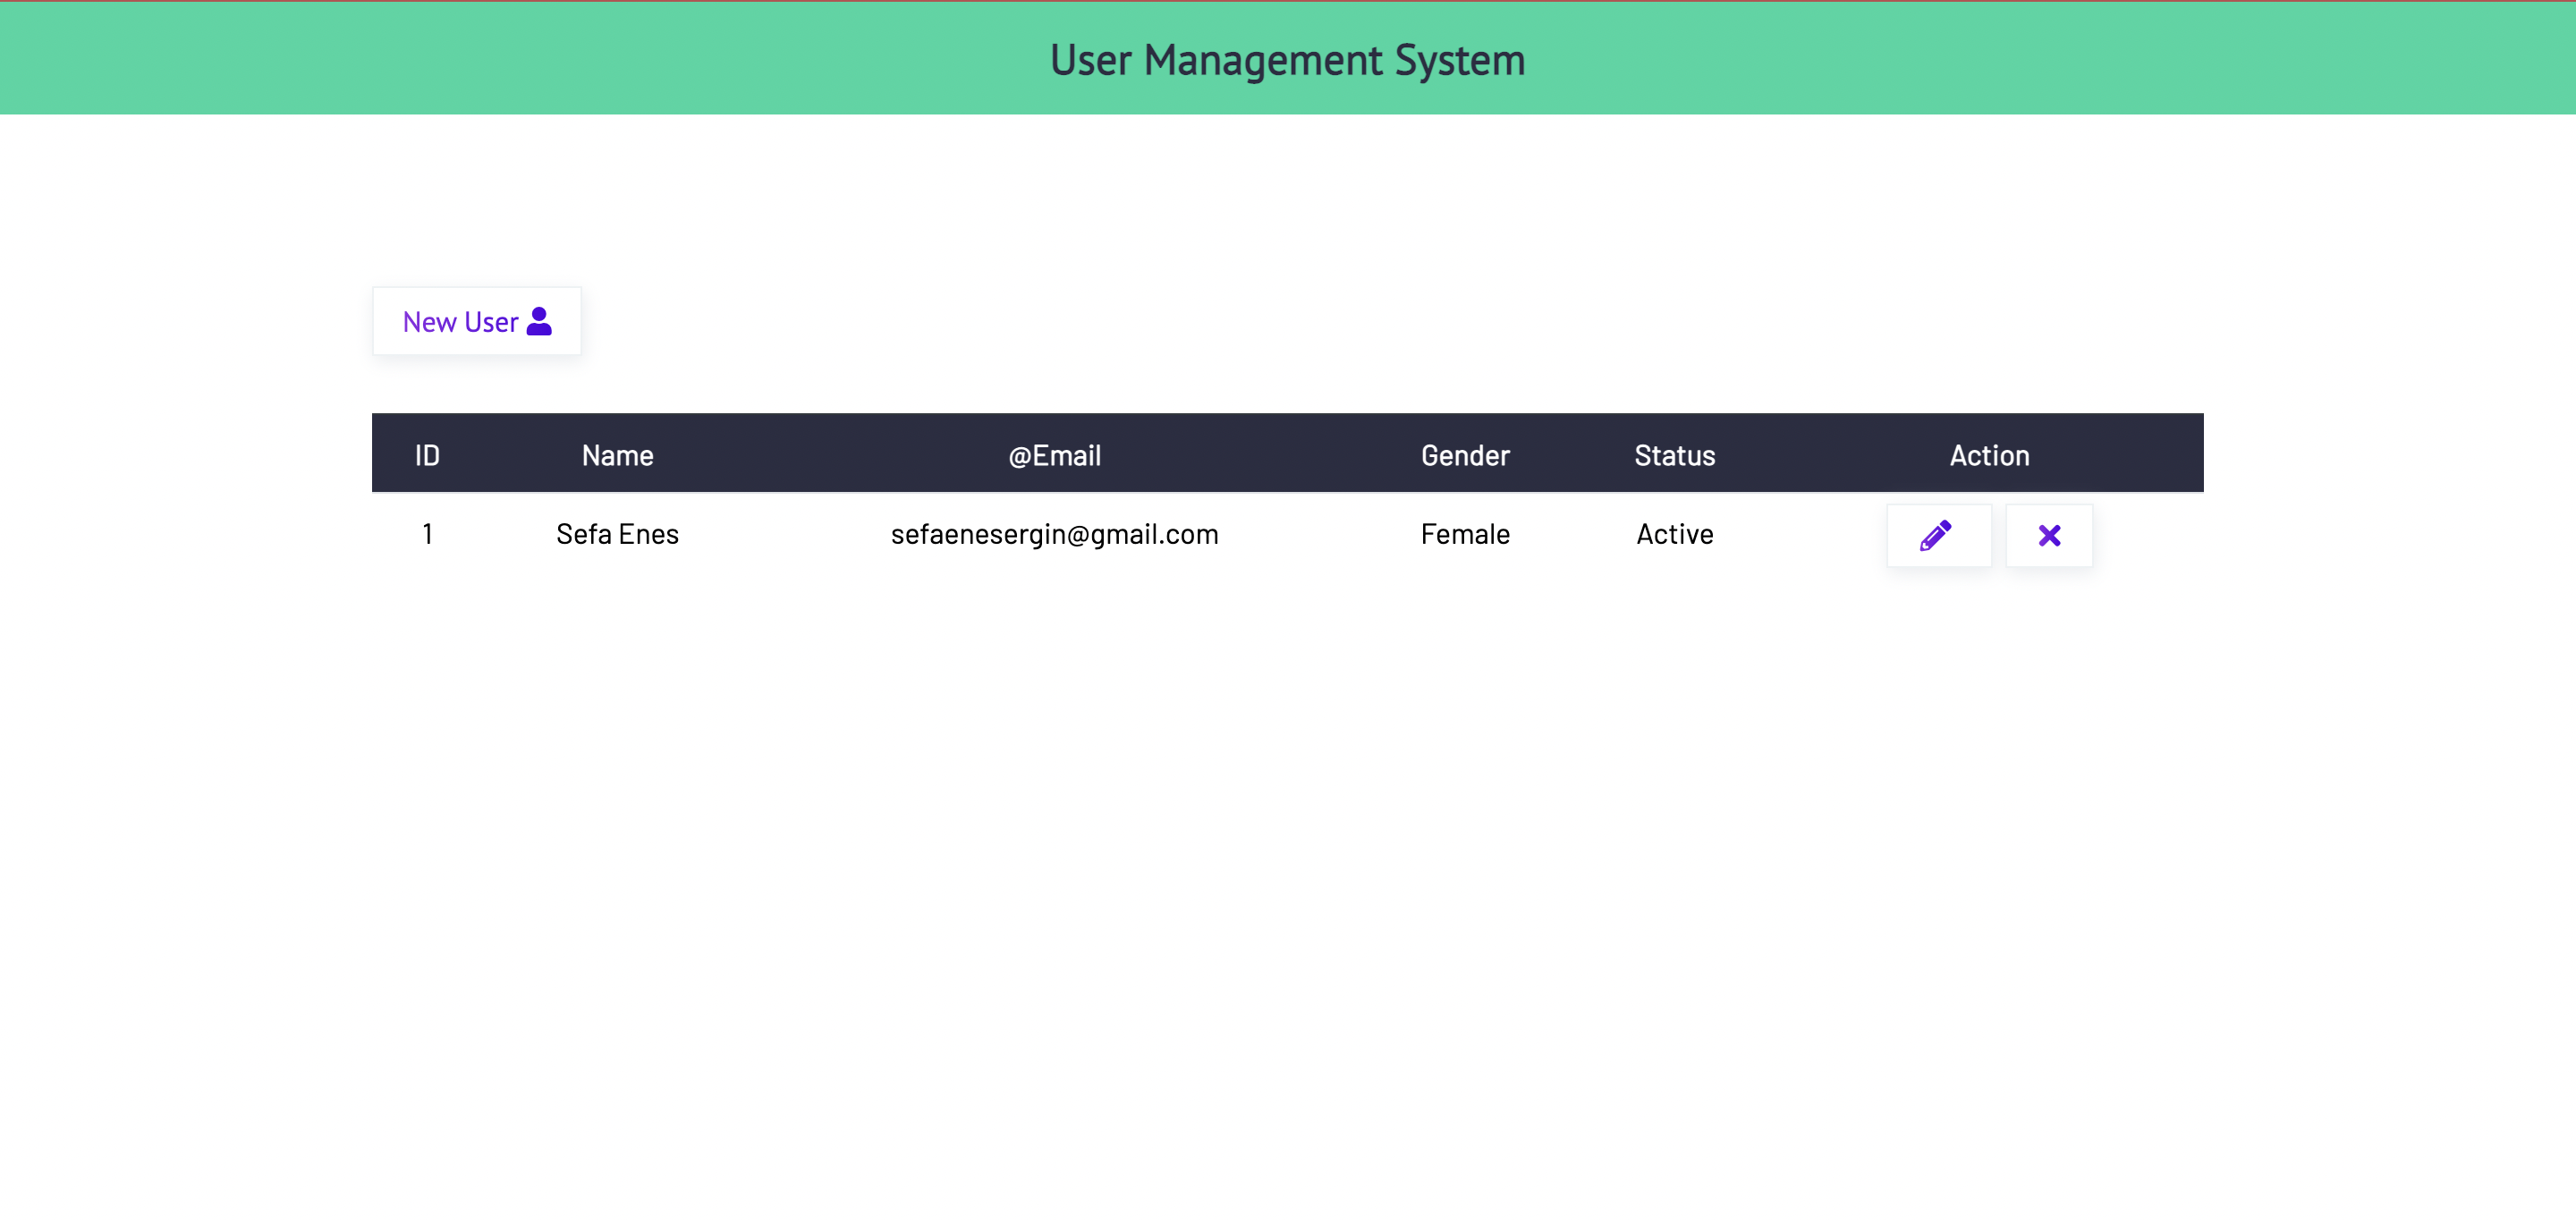 User Management System
New User
ID Name @Email Gender Status Action
1 Sefa Enes sefaenesergin@gmail.com Female Active